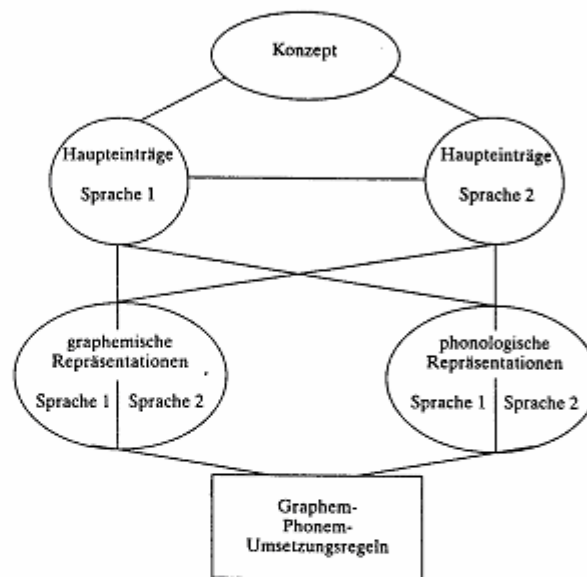 Konzept
Haupteinträge
Sprache 1
Haupteinträge
Sprache 2
graphemische
Repräsentationen
Sprache 1
Sprache 2
phonologische
Repräsentationen
Sprache 1
Sprache 2
Graphem-
Phonem-
Umsetzungsregeln